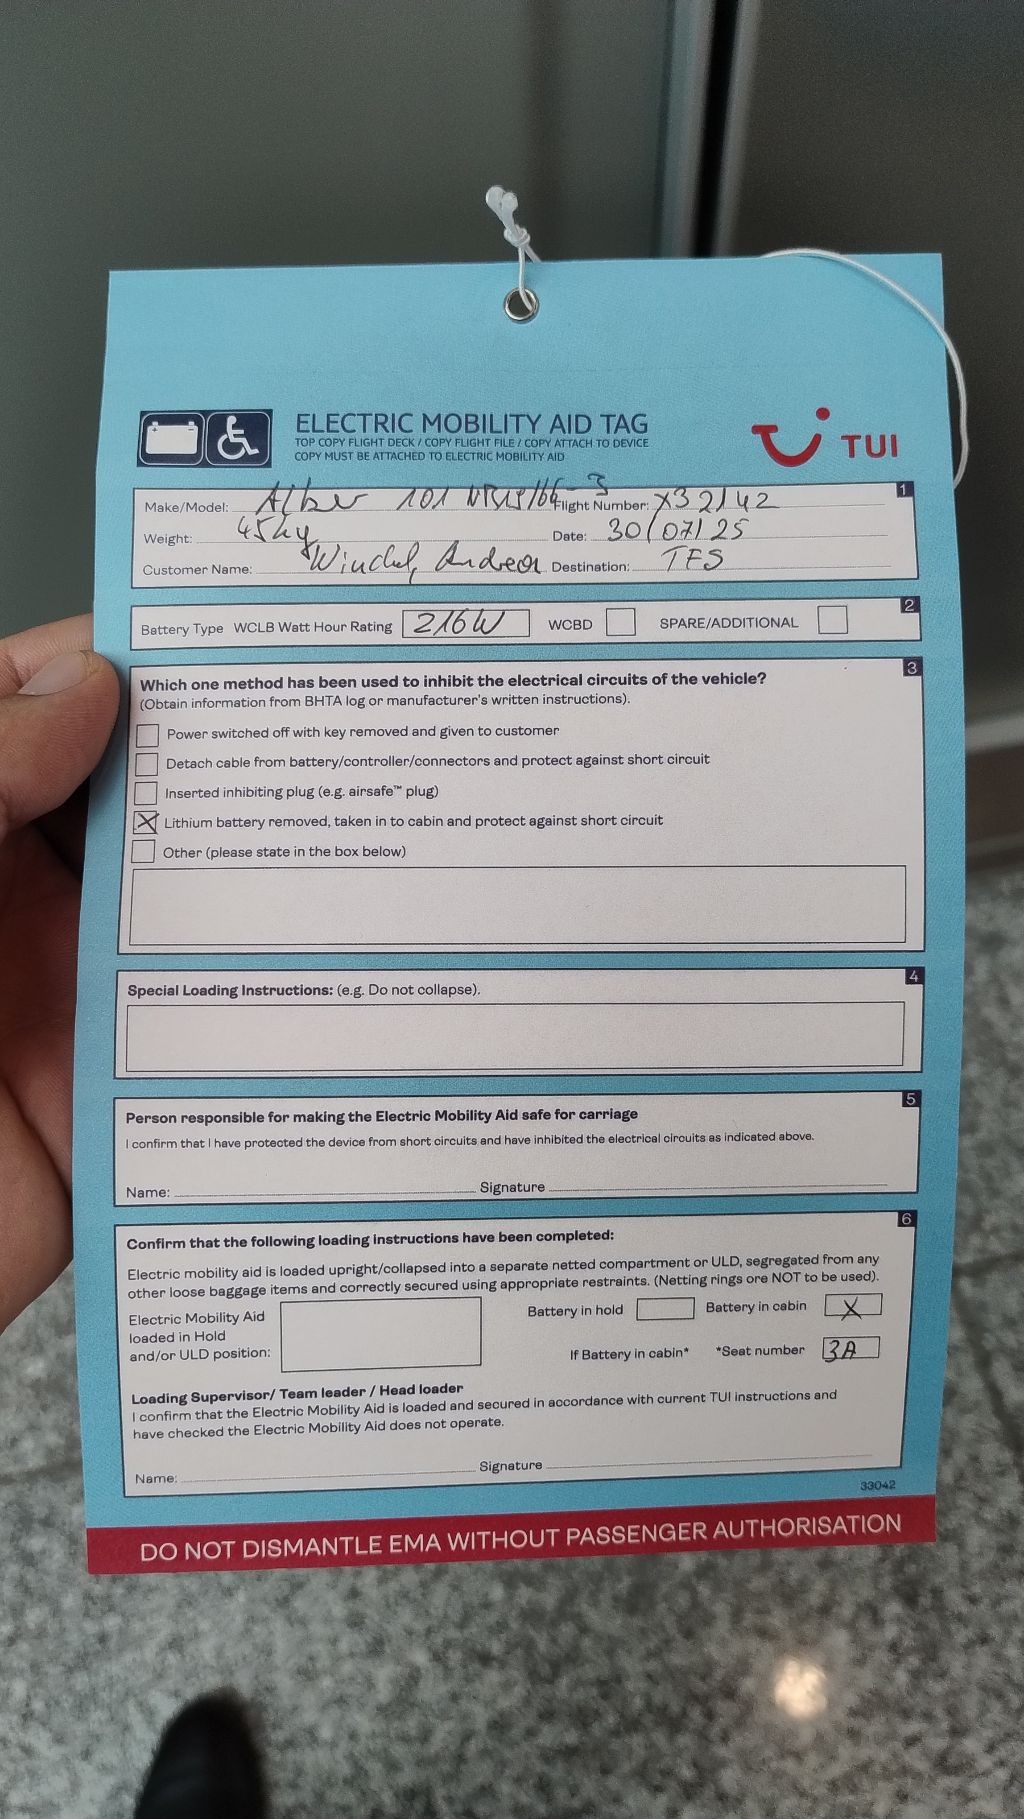 ELECTRIC MOBILITY AID TAG
TOP COPY FLIGHT DECK / COPY FLIGHT FILE / COPY ATTACH TO DEVICE
COPY MUST BE ATTACHED TO ELECTRIC MOBILITY AID
TUI
1
Make/Model: Alber 101 Flight Number: X32142
Weight: 45kg Date: 30/07/25
Customer Name: Andrea Destination: TFS
2
Battery Type WCLB Watt Hour Rating 216W WCBD SPARE/ADDITIONAL
3
Which one method has been used to inhibit the electrical circuits of the vehicle?
(Obtain information from BHTA log or manufacturer's written instructions).
Power switched off with key removed and given to customer
Detach cable from battery/controller/connectors and protect against short circuit
Inserted inhibiting plug (e.g. airsafe™ plug)
X Lithium battery removed, taken in to cabin and protect against short circuit
Other (please state in the box below)
4
Special Loading Instructions: (e.g. Do not collapse).
5
Person responsible for making the Electric Mobility Aid safe for carriage
I confirm that I have protected the device from short circuits and have inhibited the electrical circuits as indicated above.
Name: Signature
6
Confirm that the following loading instructions have been completed:
Electric mobility aid is loaded upright/collapsed into a separate netted compartment or ULD, segregated from any
other loose baggage items and correctly secured using appropriate restraints. (Netting rings are NOT to be used).
Electric Mobility Aid
loaded in Hold
and/or ULD position:
Battery in hold Battery in cabin X
If Battery in cabin* *Seat number 3A
Loading Supervisor/ Team leader / Head loader
I confirm that the Electric Mobility Aid is loaded and secured in accordance with current TUI instructions and
have checked the Electric Mobility Aid does not operate.
Name: Signature
33042
DO NOT DISMANTLE EMA WITHOUT PASSENGER AUTHORISATION